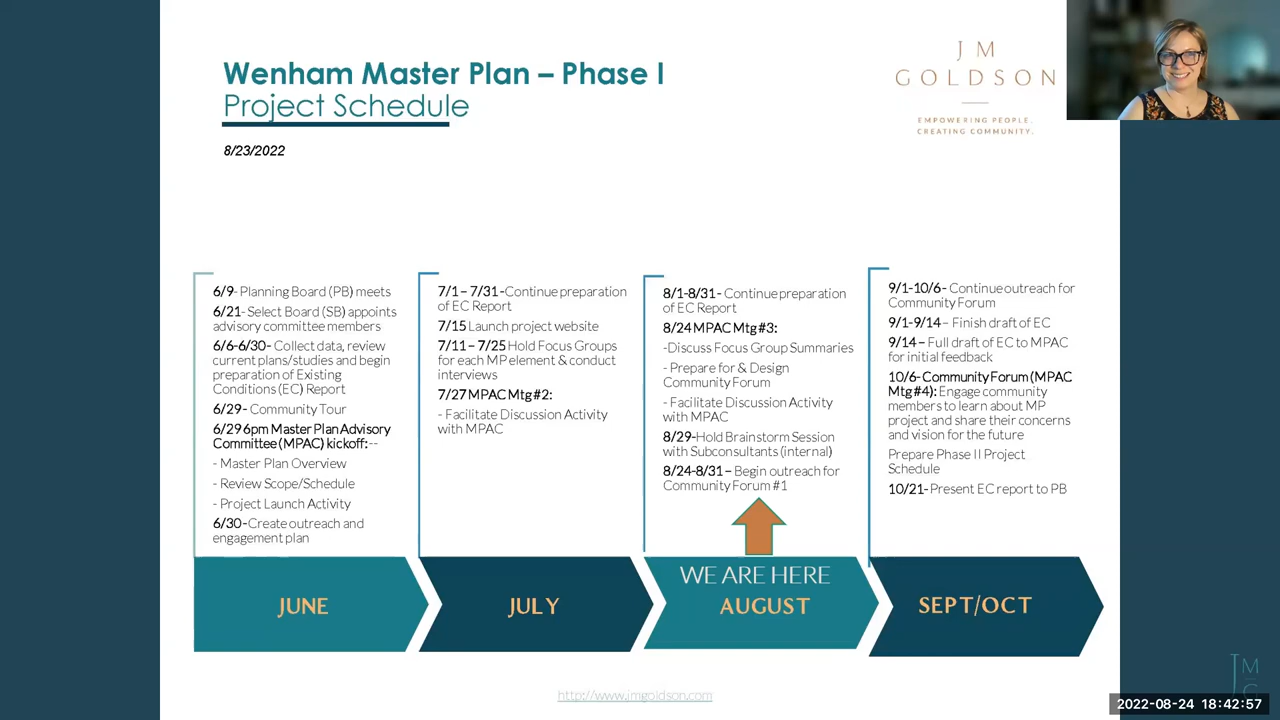 Wenham Master Plan – Phase I
Project Schedule
8/23/2022
J M
GOLDSON
EMPOWERING PEOPLE.
CREATING COMMUNITY.
6/9- Planning Board (PB) meets
6/21- Select Board (SB) appoints
advisory committee members
6/6-6/30- Collect data, review
current plans/studies and begin
preparation of Existing
Conditions (EC) Report
6/29- Community Tour
6/29 6pm Master Plan Advisory
Committee (MPAC) kickoff:--
- Master Plan Overview
- Review Scope/Schedule
- Project Launch Activity
6/30 -Create outreach and
engagement plan
7/1 – 7/31 -Continue preparation
of EC Report
7/15 Launch project website
7/11 – 7/25 Hold Focus Groups
for each MP element & conduct
interviews
7/27 MPAC Mtg #2:
- Facilitate Discussion Activity
with MPAC
8/1-8/31- Continue preparation
of EC Report
8/24 MPAC Mtg #3:
-Discuss Focus Group Summaries
- Prepare for & Design
Community Forum
- Facilitate Discussion Activity
with MPAC
8/29-Hold Brainstorm Session
with Subconsultants (internal)
8/24-8/31 – Begin outreach for
Community Forum #1
9/1-10/6- Continue outreach for
Community Forum
9/1-9/14 – Finish draft of EC
9/14 – Full draft of EC to MPAC
for initial feedback
10/6- Community Forum (MPAC
Mtg #4): Engage community
members to learn about MP
project and share their concerns
and vision for the future
Prepare Phase II Project
Schedule
10/21- Present EC report to PB
WE ARE HERE
JUNE
JULY
AUGUST
SEPT/OCT
http://www.jmgoldson.com
J M
G
2022-08-24 18:42:57